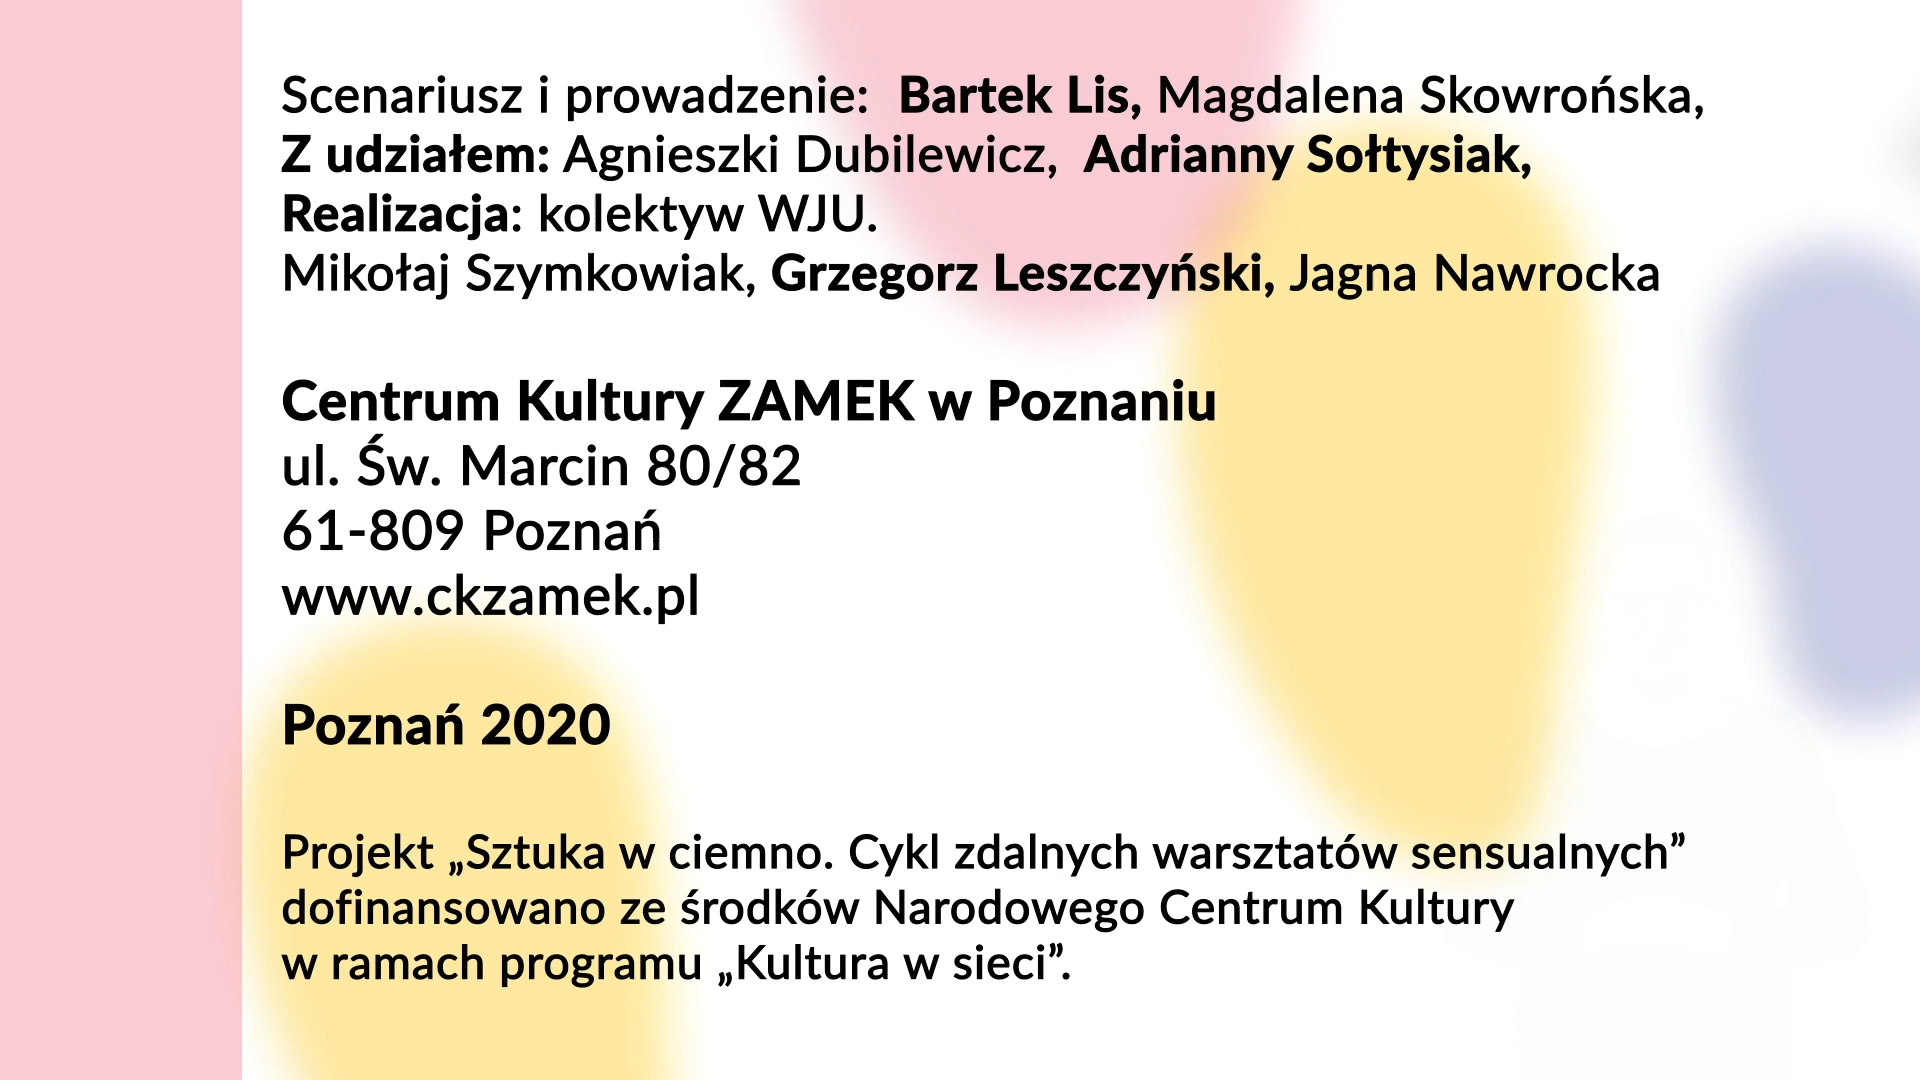 Scenariusz i prowadzenie: Bartek Lis, Magdalena Skowrońska,
Z udziałem: Agnieszki Dubilewicz, Adrianny Sołtysiak,
Realizacja: kolektyw WJU.
Mikołaj Szymkowiak, Grzegorz Leszczyński, Jagna Nawrocka
Centrum Kultury ZAMEK w Poznaniu
ul. Św. Marcin 80/82
61-809 Poznań
www.ckzamek.pl
Poznań 2020
Projekt „Sztuka w ciemno. Cykl zdalnych warsztatów sensualnych”
dofinansowano ze środków Narodowego Centrum Kultury
w ramach programu „Kultura w sieci”.